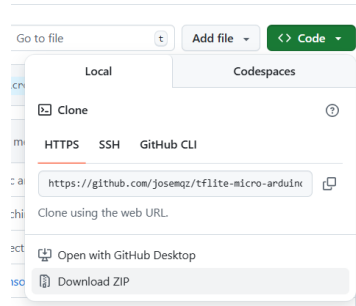 Go to file t Add file <> Code
Local Codespaces
Clone
HTTPS SSH GitHub CLI
https://github.com/josemqz/tflite-micro-arduino
Clone using the web URL.
Open with GitHub Desktop
Download ZIP